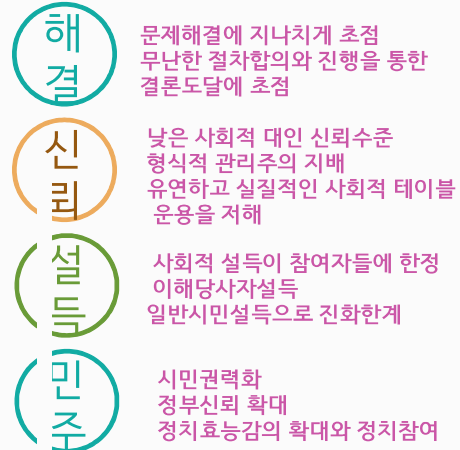 해
결
문제해결에 지나치게 초점
무난한 절차합의와 진행을 통한
결론도달에 초점
신
뢰
낮은 사회적 대인 신뢰수준
형식적 관리주의 지배
유연하고 실질적인 사회적 테이블
운용을 저해
설
득
사회적 설득이 참여자들에 한정
이해당사자설득
일반시민설득으로 진화한계
민
주
시민권력화
정부신뢰 확대
정치효능감의 확대와 정치참여